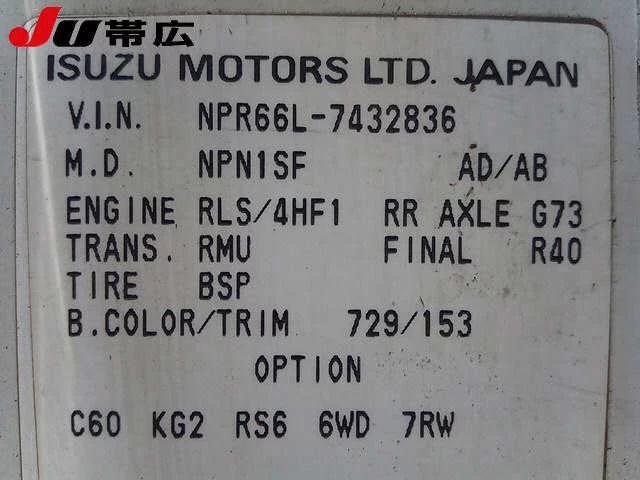 JU帯広
ISUZU MOTORS LTD. JAPAN
V.I.N. NPR66L-7432836
M.D. NPN1SF AD/AB
ENGINE RLS/4HF1 RR AXLE G73
TRANS. RMU FINAL R40
TIRE BSP
B.COLOR/TRIM 729/153
OPTION
C60 KG2 RS6 6WD 7RW